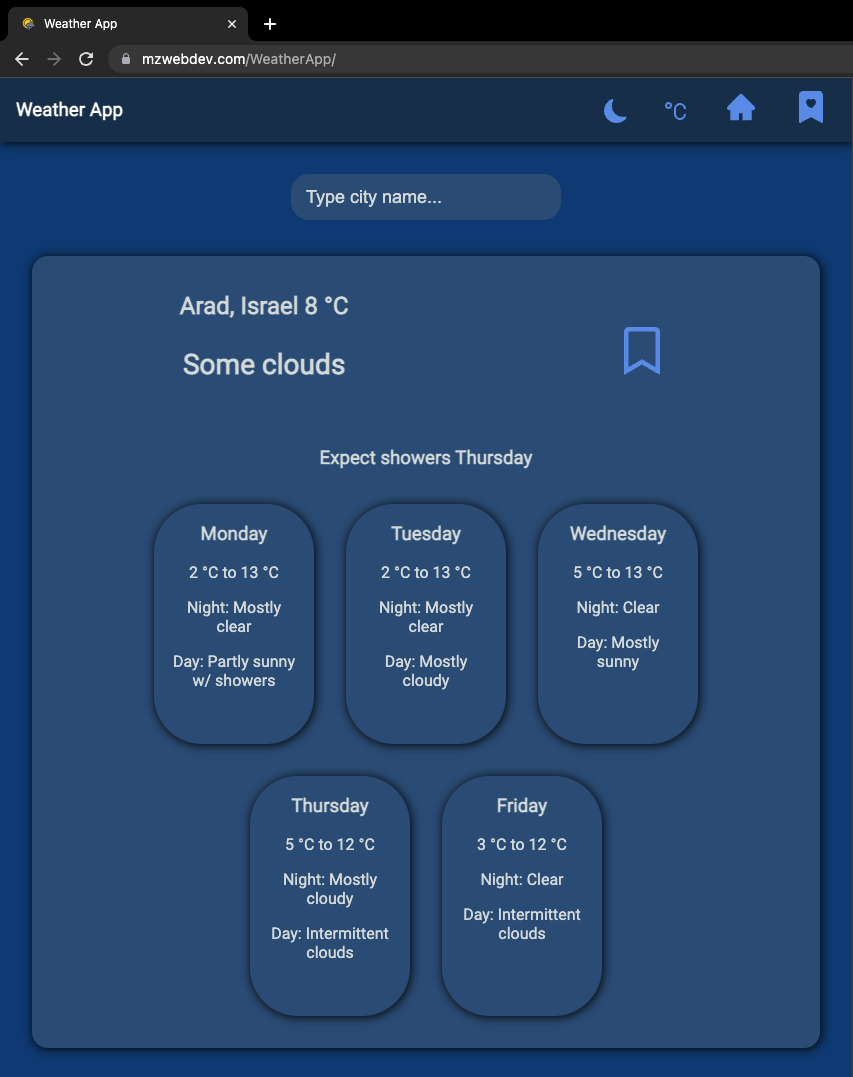 Weather App
mzwebdev.com/WeatherApp/
Weather App
°C
Type city name...
Arad, Israel 8 °C
Some clouds
Expect showers Thursday
Monday
2 °C to 13 °C
Night: Mostly
clear
Day: Partly sunny
w/ showers
Tuesday
2 °C to 13 °C
Night: Mostly
clear
Day: Mostly
cloudy
Wednesday
5 °C to 13 °C
Night: Clear
Day: Mostly
sunny
Thursday
5 °C to 12 °C
Night: Mostly
cloudy
Day: Intermittent
clouds
Friday
3 °C to 12 °C
Night: Clear
Day: Intermittent
clouds